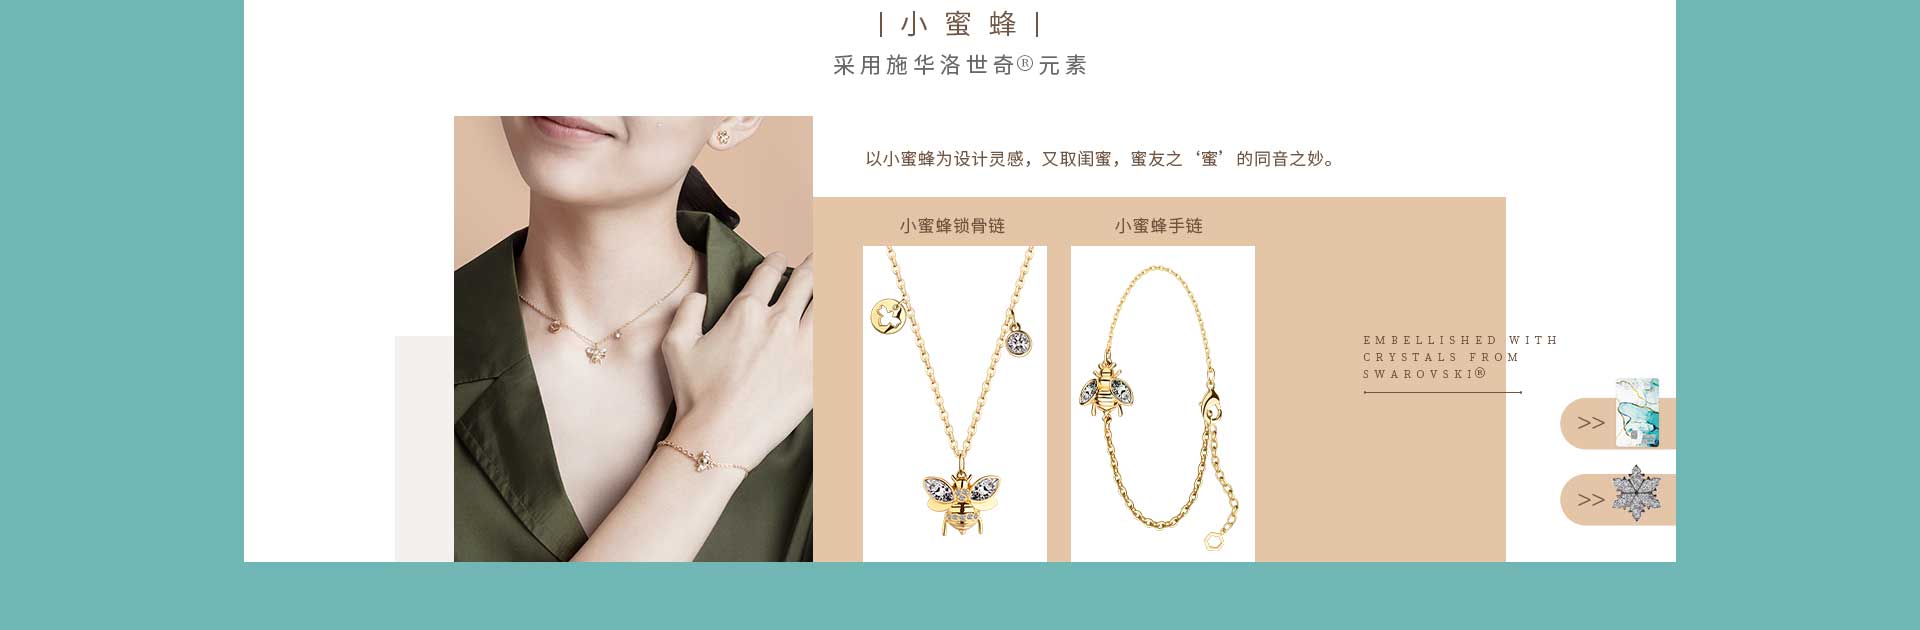 | 小蜜蜂 |
采用施华洛世奇®元素
以小蜜蜂为设计灵感，又取闺蜜，蜜友之‘蜜’的同音之妙。
小蜜蜂锁骨链
小蜜蜂手链
EMBELLISHED WITH
CRYSTALS FROM
SWAROVSKI®
>>
>>